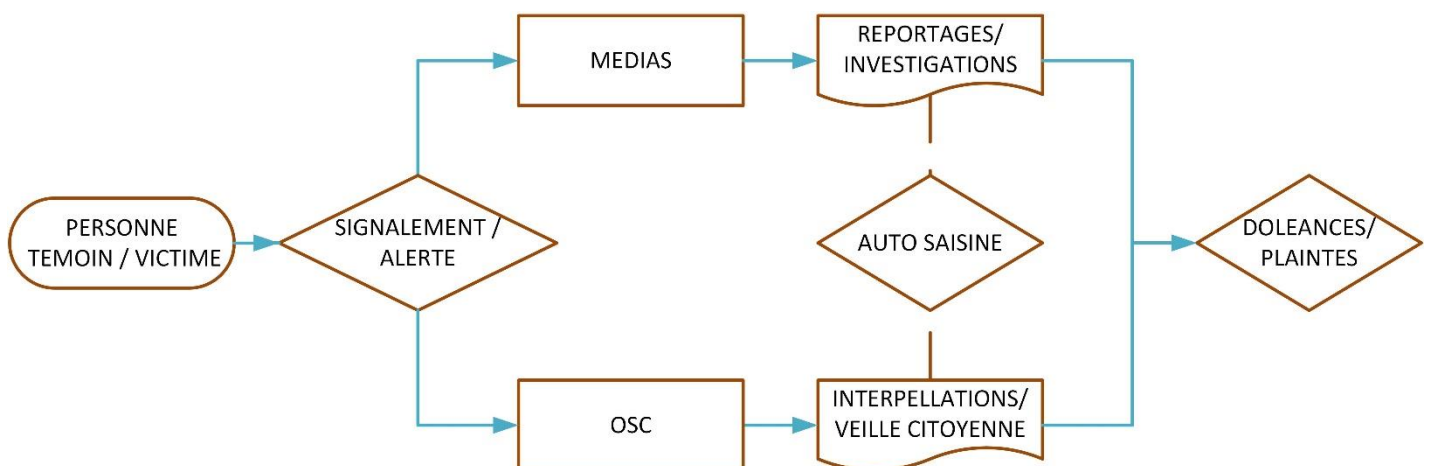 PERSONNE
TEMOIN / VICTIME
SIGNALEMENT /
ALERTE
MEDIAS
REPORTAGES/
INVESTIGATIONS
AUTO SAISINE
OSC
INTERPELLATIONS/
VEILLE CITOYENNE
DOLEANCES/
PLAINTES